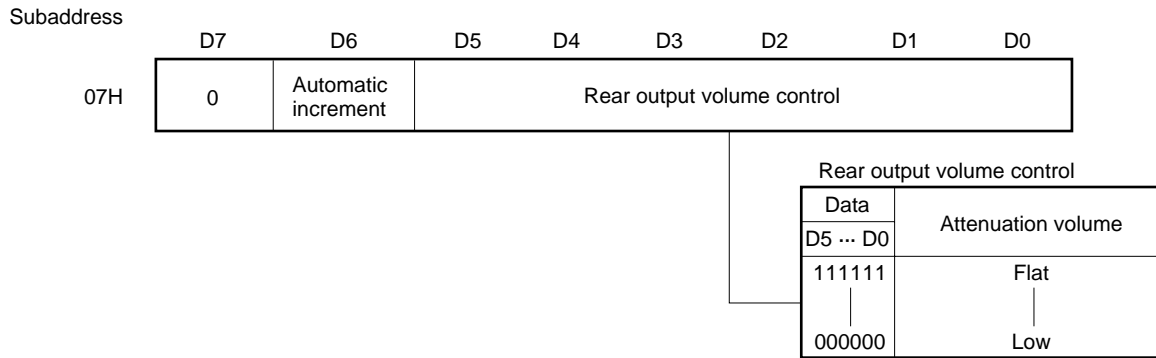 Subaddress
D7 D6 D5 D4 D3 D2 D1 D0
07H 0 Automatic increment Rear output volume control
Rear output volume control
Data Attenuation volume
D5 ··· D0
111111 Flat
000000 Low